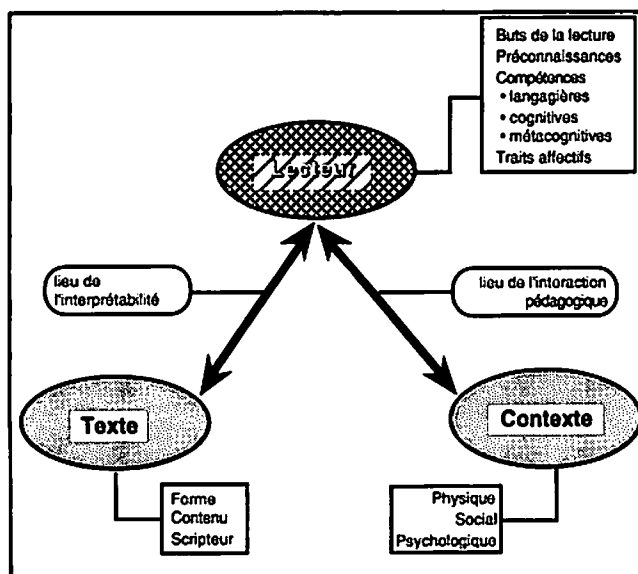 Buts de la lecture
Préconnaissances
Compétences
• langagières
• cognitives
• métacognitives
Traits affectifs
Lecteur
lieu de
l'interprétabilité
lieu de l'interaction
pédagogique
Texte
Contexte
Forme
Contenu
Scripteur
Physique
Social
Psychologique